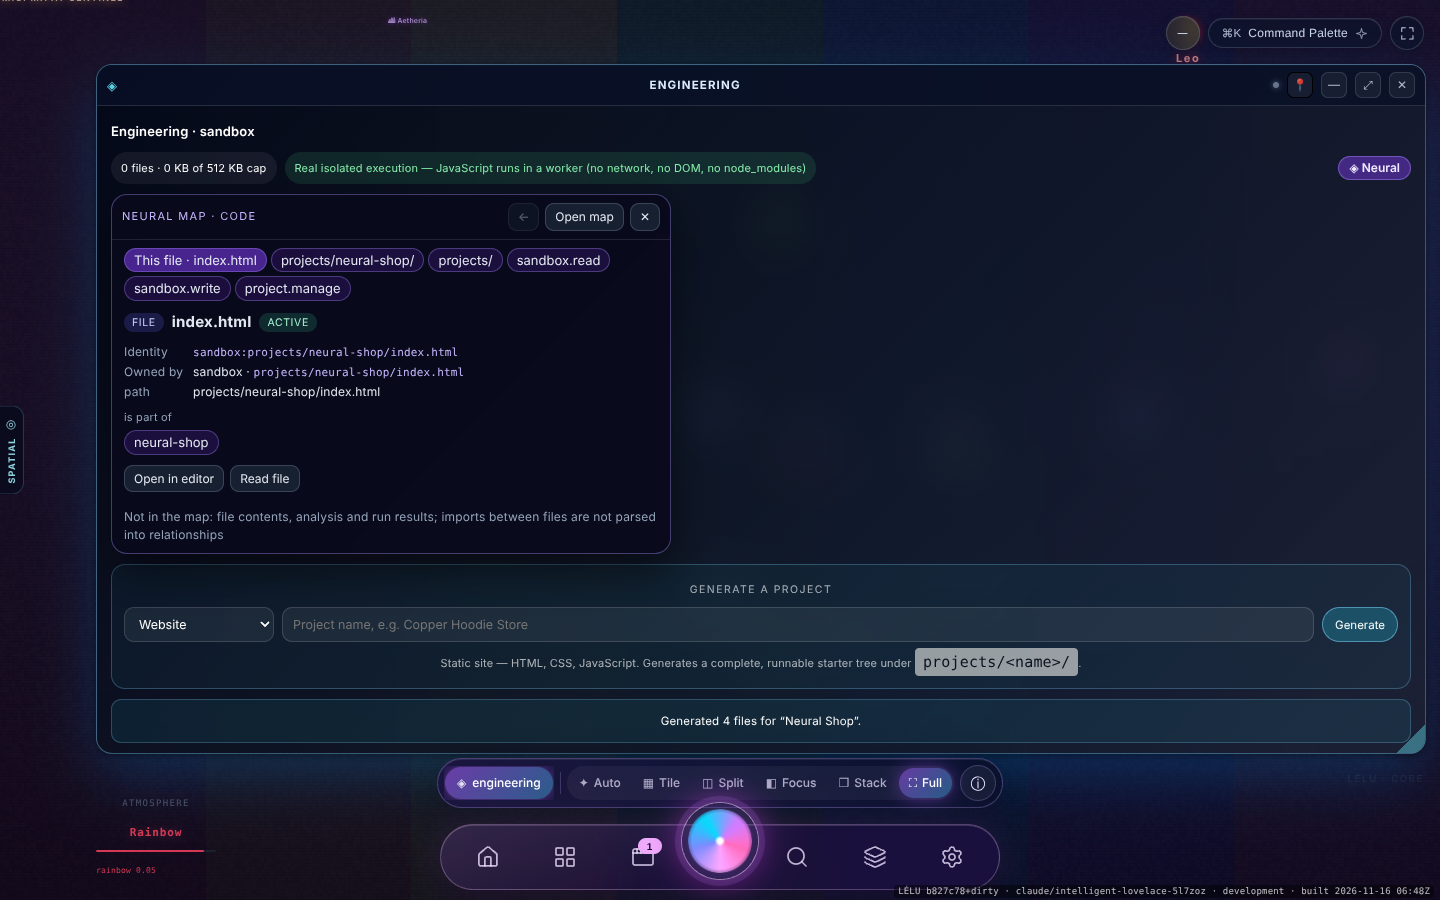 Aetheria
⌘K Command Palette
Leo
ENGINEERING
Engineering · sandbox
0 files · 0 KB of 512 KB cap
Real isolated execution — JavaScript runs in a worker (no network, no DOM, no node_modules)
◈ Neural
NEURAL MAP · CODE
← Open map ✕
This file · index.html projects/neural-shop/ projects/ sandbox.read
sandbox.write project.manage
FILE index.html ACTIVE
Identity sandbox:projects/neural-shop/index.html
Owned by sandbox · projects/neural-shop/index.html
path projects/neural-shop/index.html
is part of
neural-shop
Open in editor Read file
Not in the map: file contents, analysis and run results; imports between files are not parsed
into relationships
SPATIAL
GENERATE A PROJECT
Website Project name, e.g. Copper Hoodie Store Generate
Static site — HTML, CSS, JavaScript. Generates a complete, runnable starter tree under projects/<name>/.
Generated 4 files for “Neural Shop”.
◈ engineering Auto Tile Split Focus Stack Full ⓘ
LÉLU · CORE
ATMOSPHERE
Rainbow
rainbow 0.05
1
LÉLU b827c78+dirty · claude/intelligent-lovelace-5l7zoz · development · built 2026-11-16 06:48Z